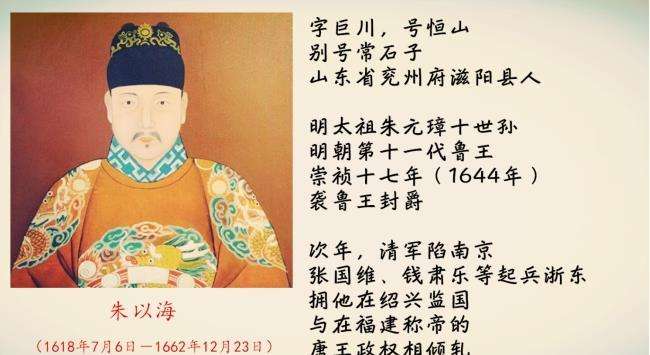 字巨川，号恒山
别号常石子
山东省兖州府滋阳县人
明太祖朱元璋十世孙
明朝第十一代鲁王
崇祯十七年（1644年）
袭鲁王封爵
次年，清军陷南京
张国维、钱肃乐等起兵浙东
拥他在绍兴监国
与在福建称帝的
唐王政权相倾轧
朱以海
（1618年7月6日－1662年12月23日）